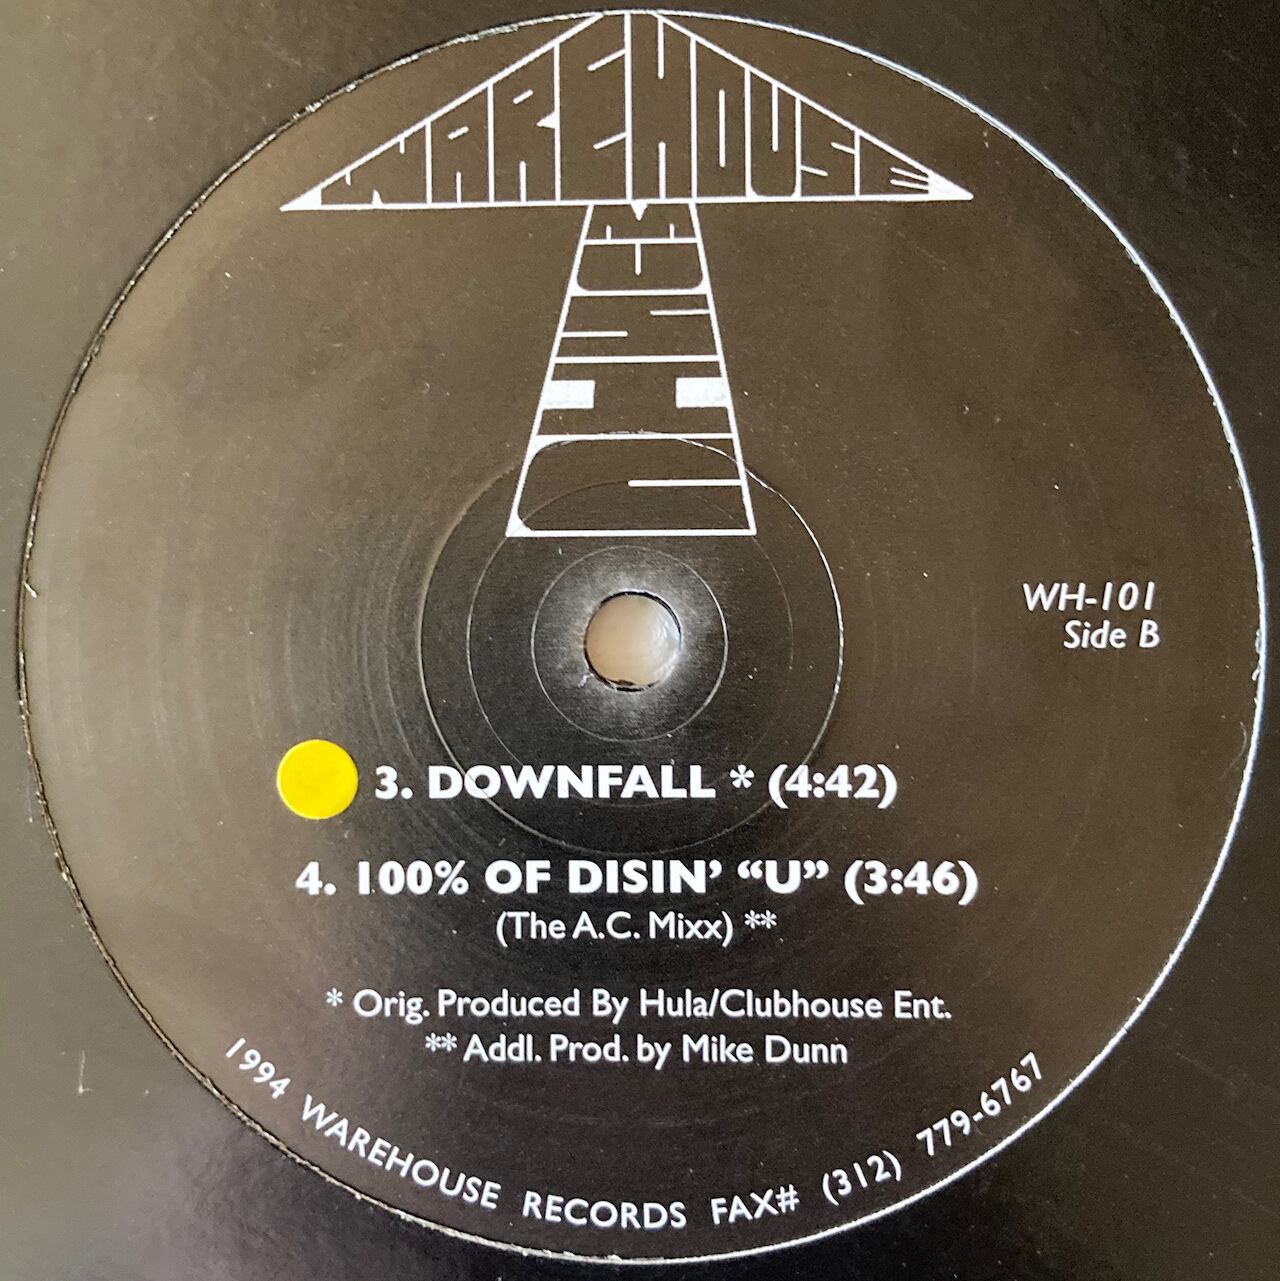 WAREHOUSE
MUSIC
WH-101
Side B
3. DOWNFALL * (4:42)
4. 100% OF DISIN’ “U” (3:46)
(The A.C. Mixx) **
* Orig. Produced By Hula/Clubhouse Ent.
** Addl. Prod. by Mike Dunn
1994 WAREHOUSE RECORDS FAX# (312) 779-6767